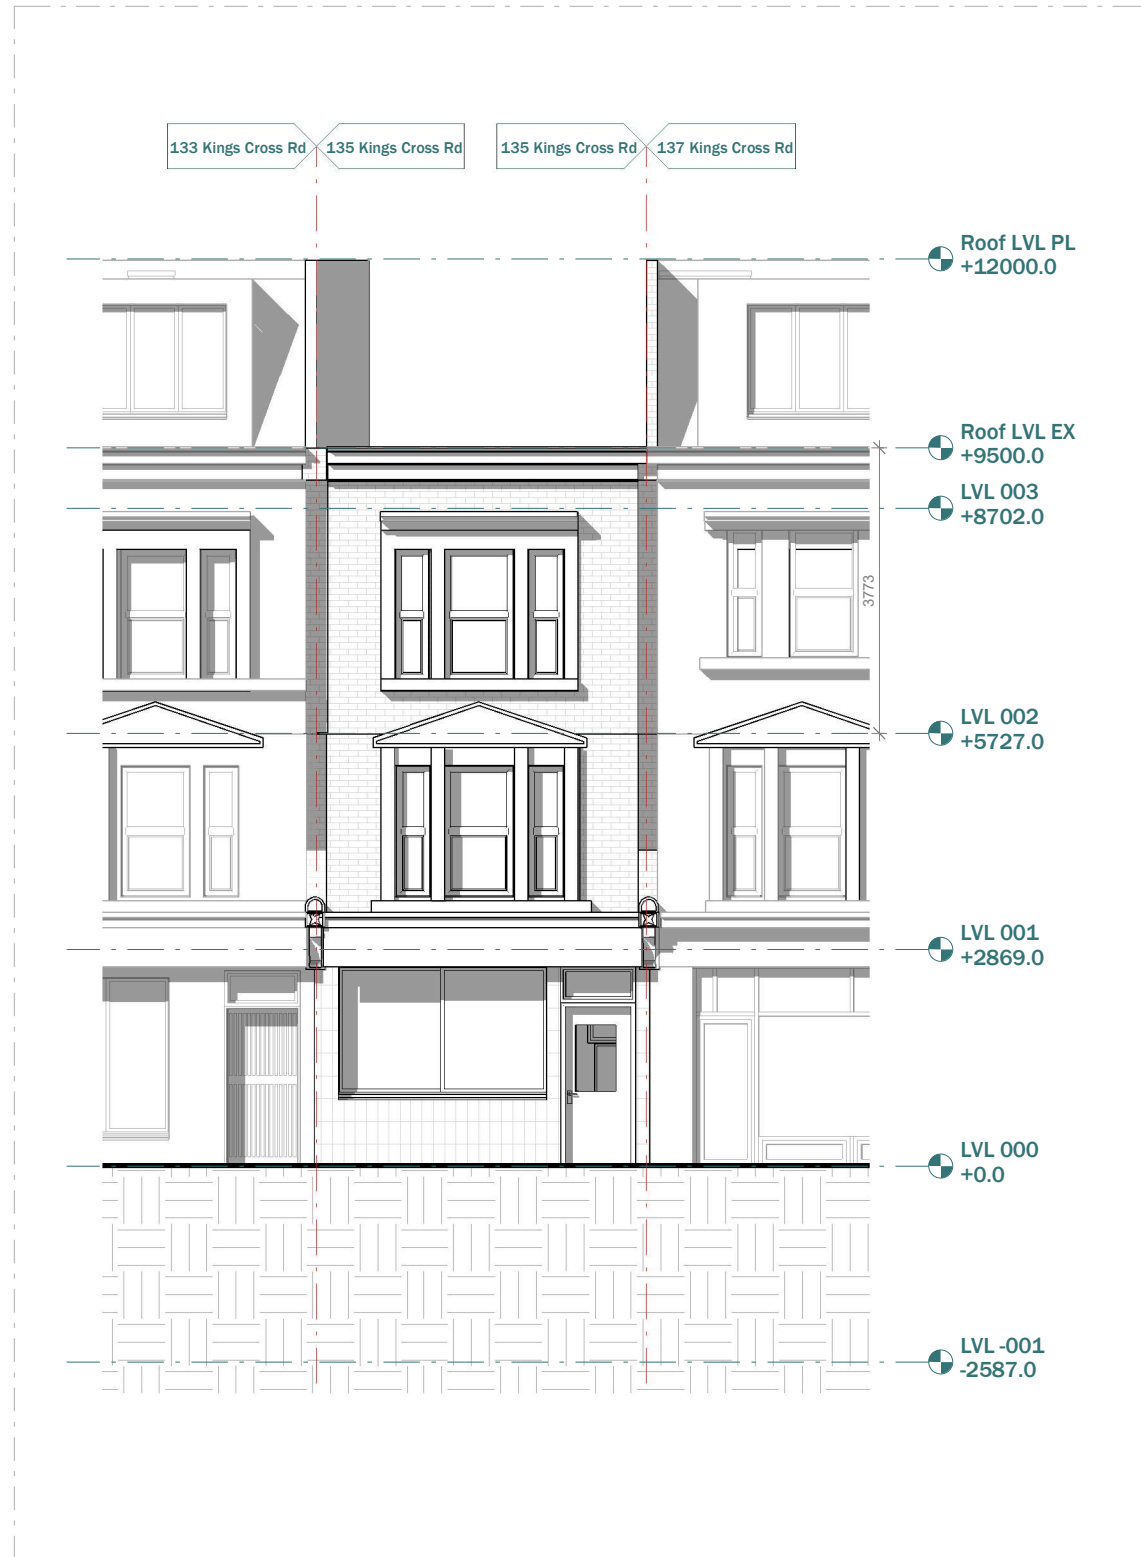 133 Kings Cross Rd
135 Kings Cross Rd
135 Kings Cross Rd
137 Kings Cross Rd
Roof LVL PL
+12000.0
Roof LVL EX
+9500.0
LVL 003
+8702.0
3773
LVL 002
+5727.0
LVL 001
+2869.0
LVL 000
+0.0
LVL -001
-2587.0